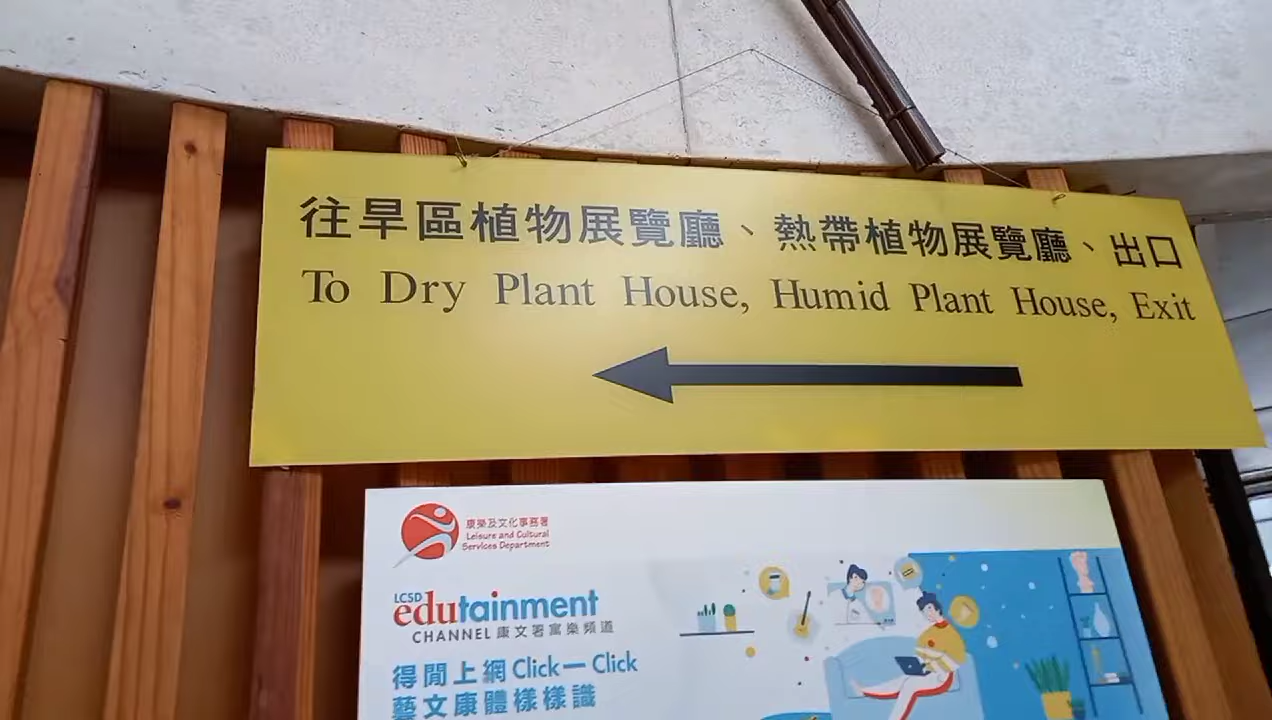 往旱區植物展覽廳、熱帶植物展覽廳、出口
To Dry Plant House, Humid Plant House, Exit
康樂及文化事務署
Leisure and Cultural
Services Department
LCSD
edutainment
CHANNEL 康文署寓樂頻道
得閒上網 Click一Click
藝文康體樣樣識